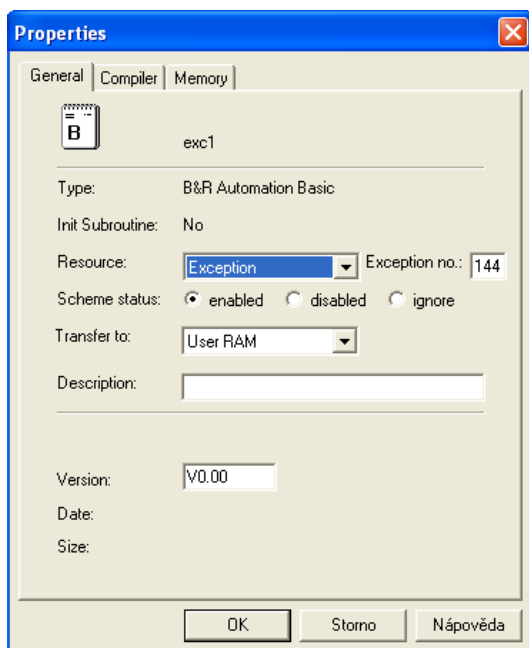 Properties
General Compiler Memory
B
exc1
Type: B&R Automation Basic
Init Subroutine: No
Resource: Exception Exception no.: 144
Scheme status: enabled disabled ignore
Transfer to: User RAM
Description:
Version: V0.00
Date:
Size:
OK Storno Nápověda